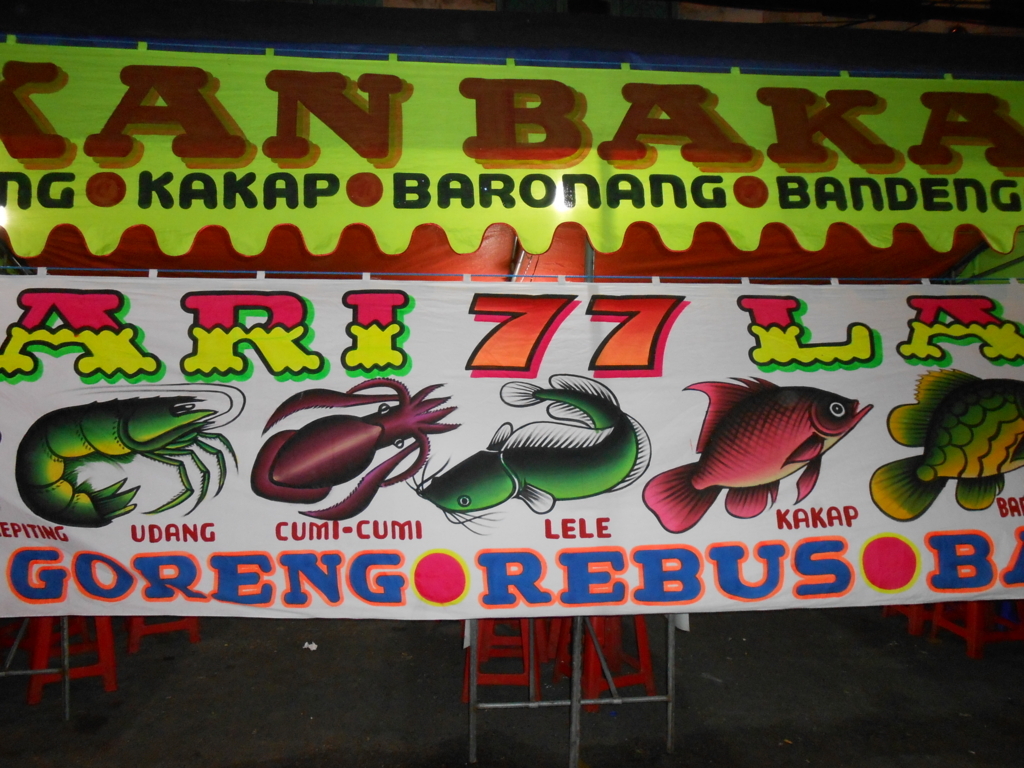 KAN BAKA
NG • KAKAP • BARONANG • BANDENG
ARI 77 LA
EPITING UDANG CUMI-CUMI LELE KAKAP BA
GORENG • REBUS • BA